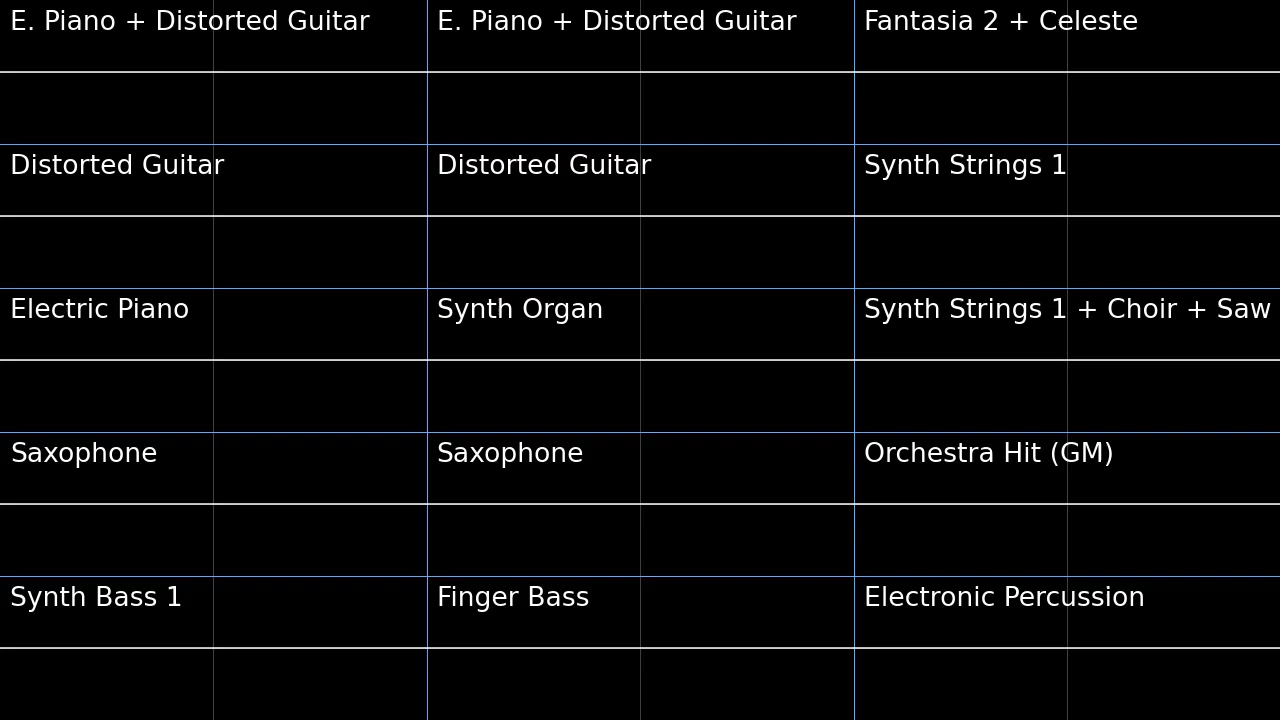 E. Piano + Distorted Guitar
E. Piano + Distorted Guitar
Fantasia 2 + Celeste
Distorted Guitar
Distorted Guitar
Synth Strings 1
Electric Piano
Synth Organ
Synth Strings 1 + Choir + Saw
Saxophone
Saxophone
Orchestra Hit (GM)
Synth Bass 1
Finger Bass
Electronic Percussion